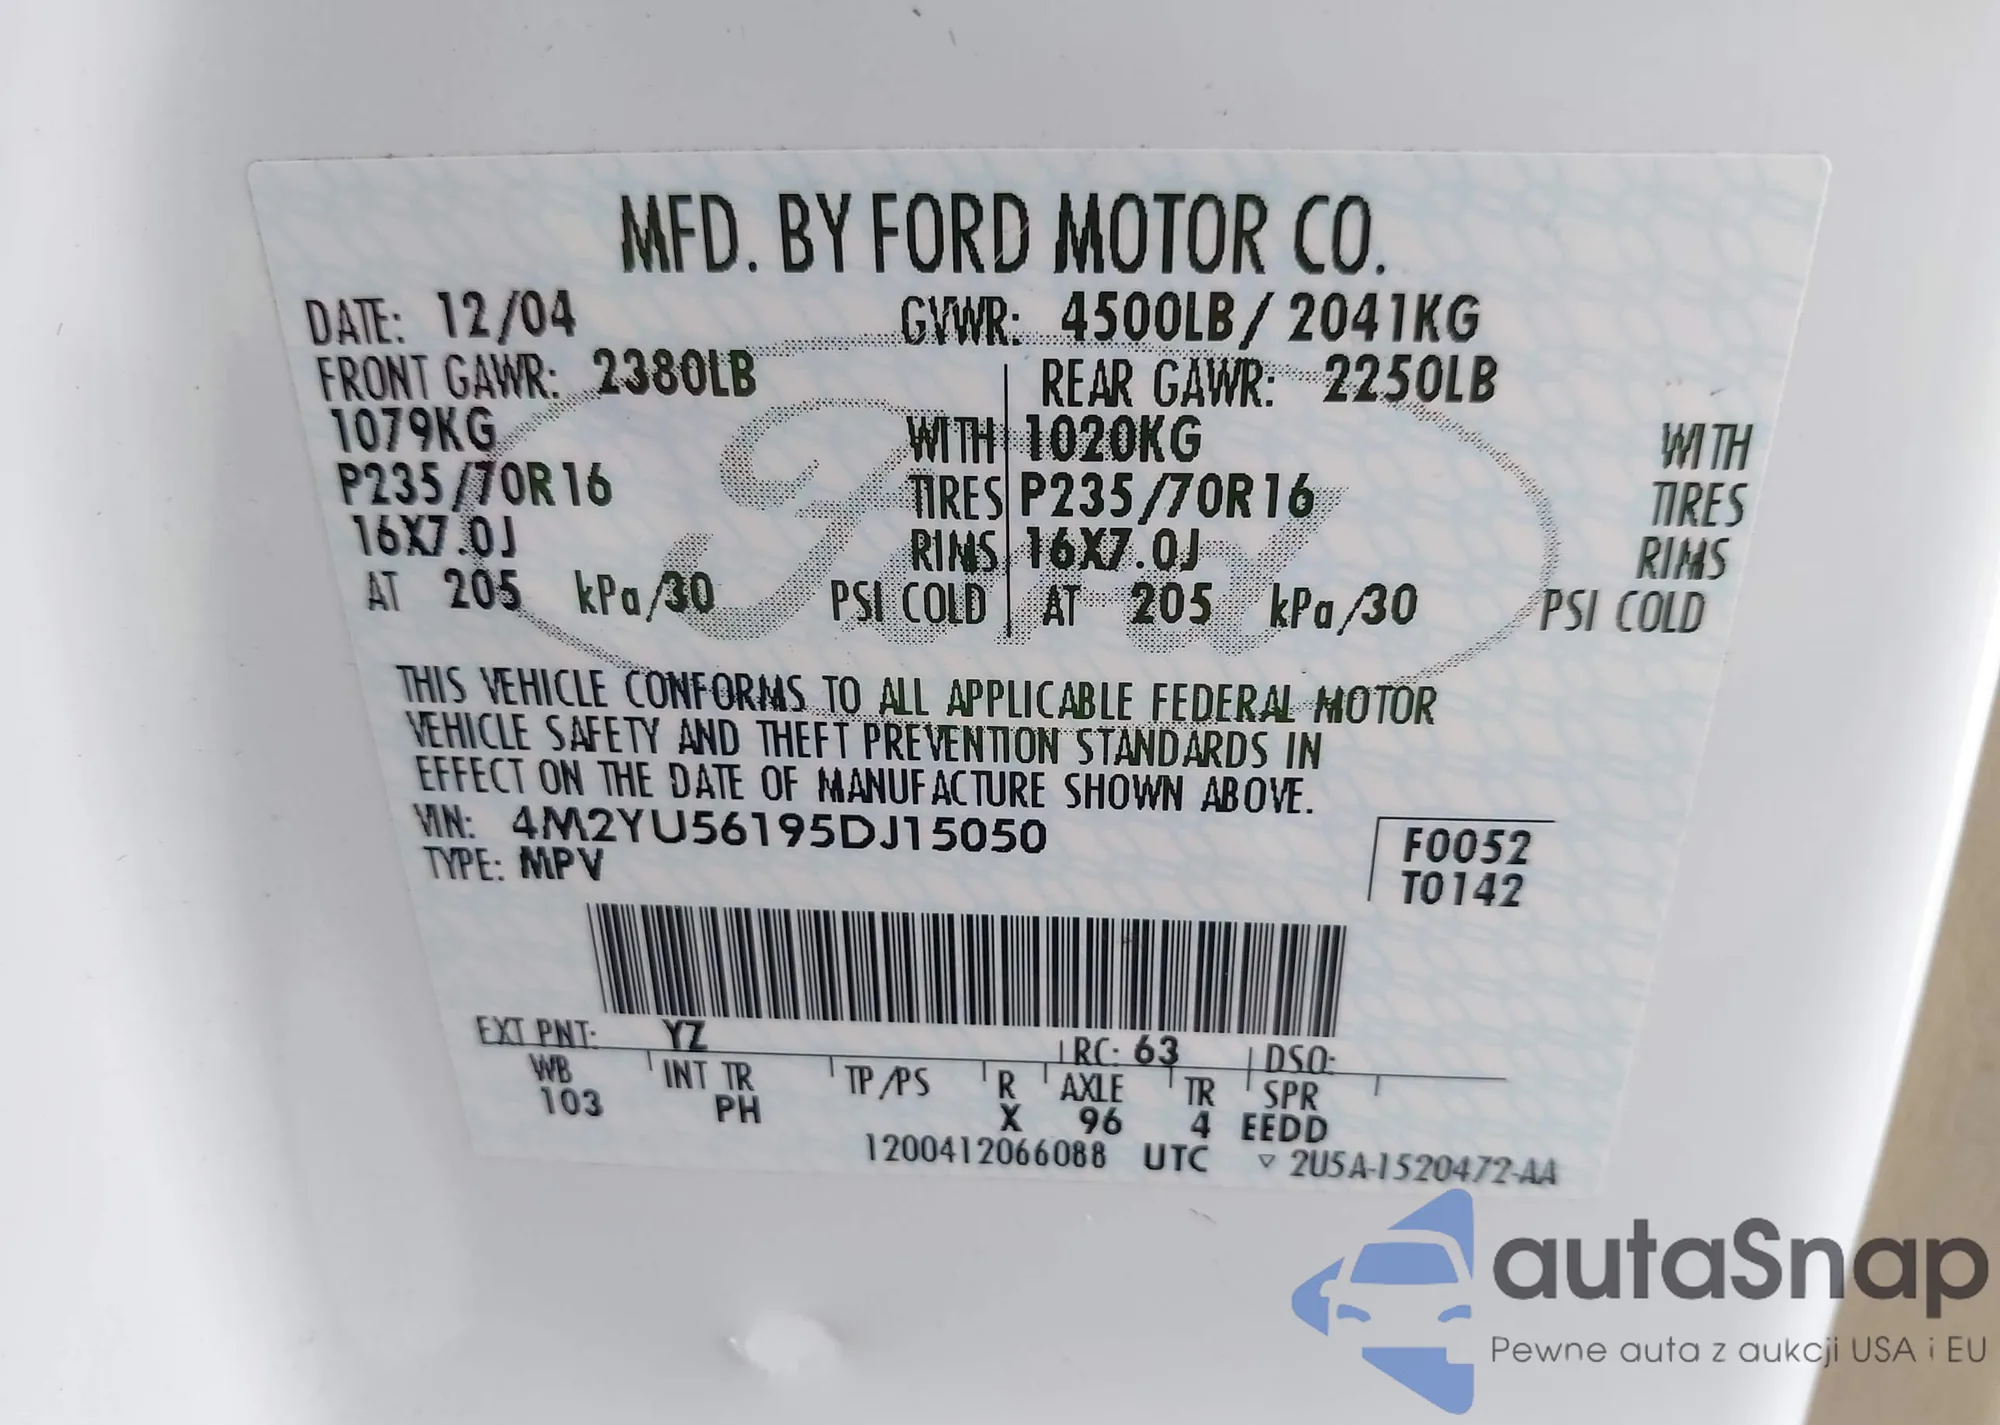 MFD. BY FORD MOTOR CO.
DATE: 12/04 GVWR: 4500LB/ 2041KG
FRONT GAWR: 2380LB REAR GAWR: 2250LB
1079KG WITH 1020KG WITH
P235/70R16 TIRES P235/70R16 TIRES
16X7.0J RIMS 16X7.0J RIMS
AT 205 kPa/30 PSI COLD AT 205 kPa/30 PSI COLD
Ford
THIS VEHICLE CONFORMS TO ALL APPLICABLE FEDERAL MOTOR
VEHICLE SAFETY AND THEFT PREVENTION STANDARDS IN
EFFECT ON THE DATE OF MANUFACTURE SHOWN ABOVE.
VIN: 4M2YU56195DJ15050 F0052
TYPE: MPV T0142
EXT PNT: YZ RC: 63 DSO:
WB INT TR TP/PS R AXLE TR SPR
103 PH X 96 4 EEDD
1200412066088 UTC ▽ 2U5A-1520472-AA
autaSnap
Pewne auta z aukcji USA i EU